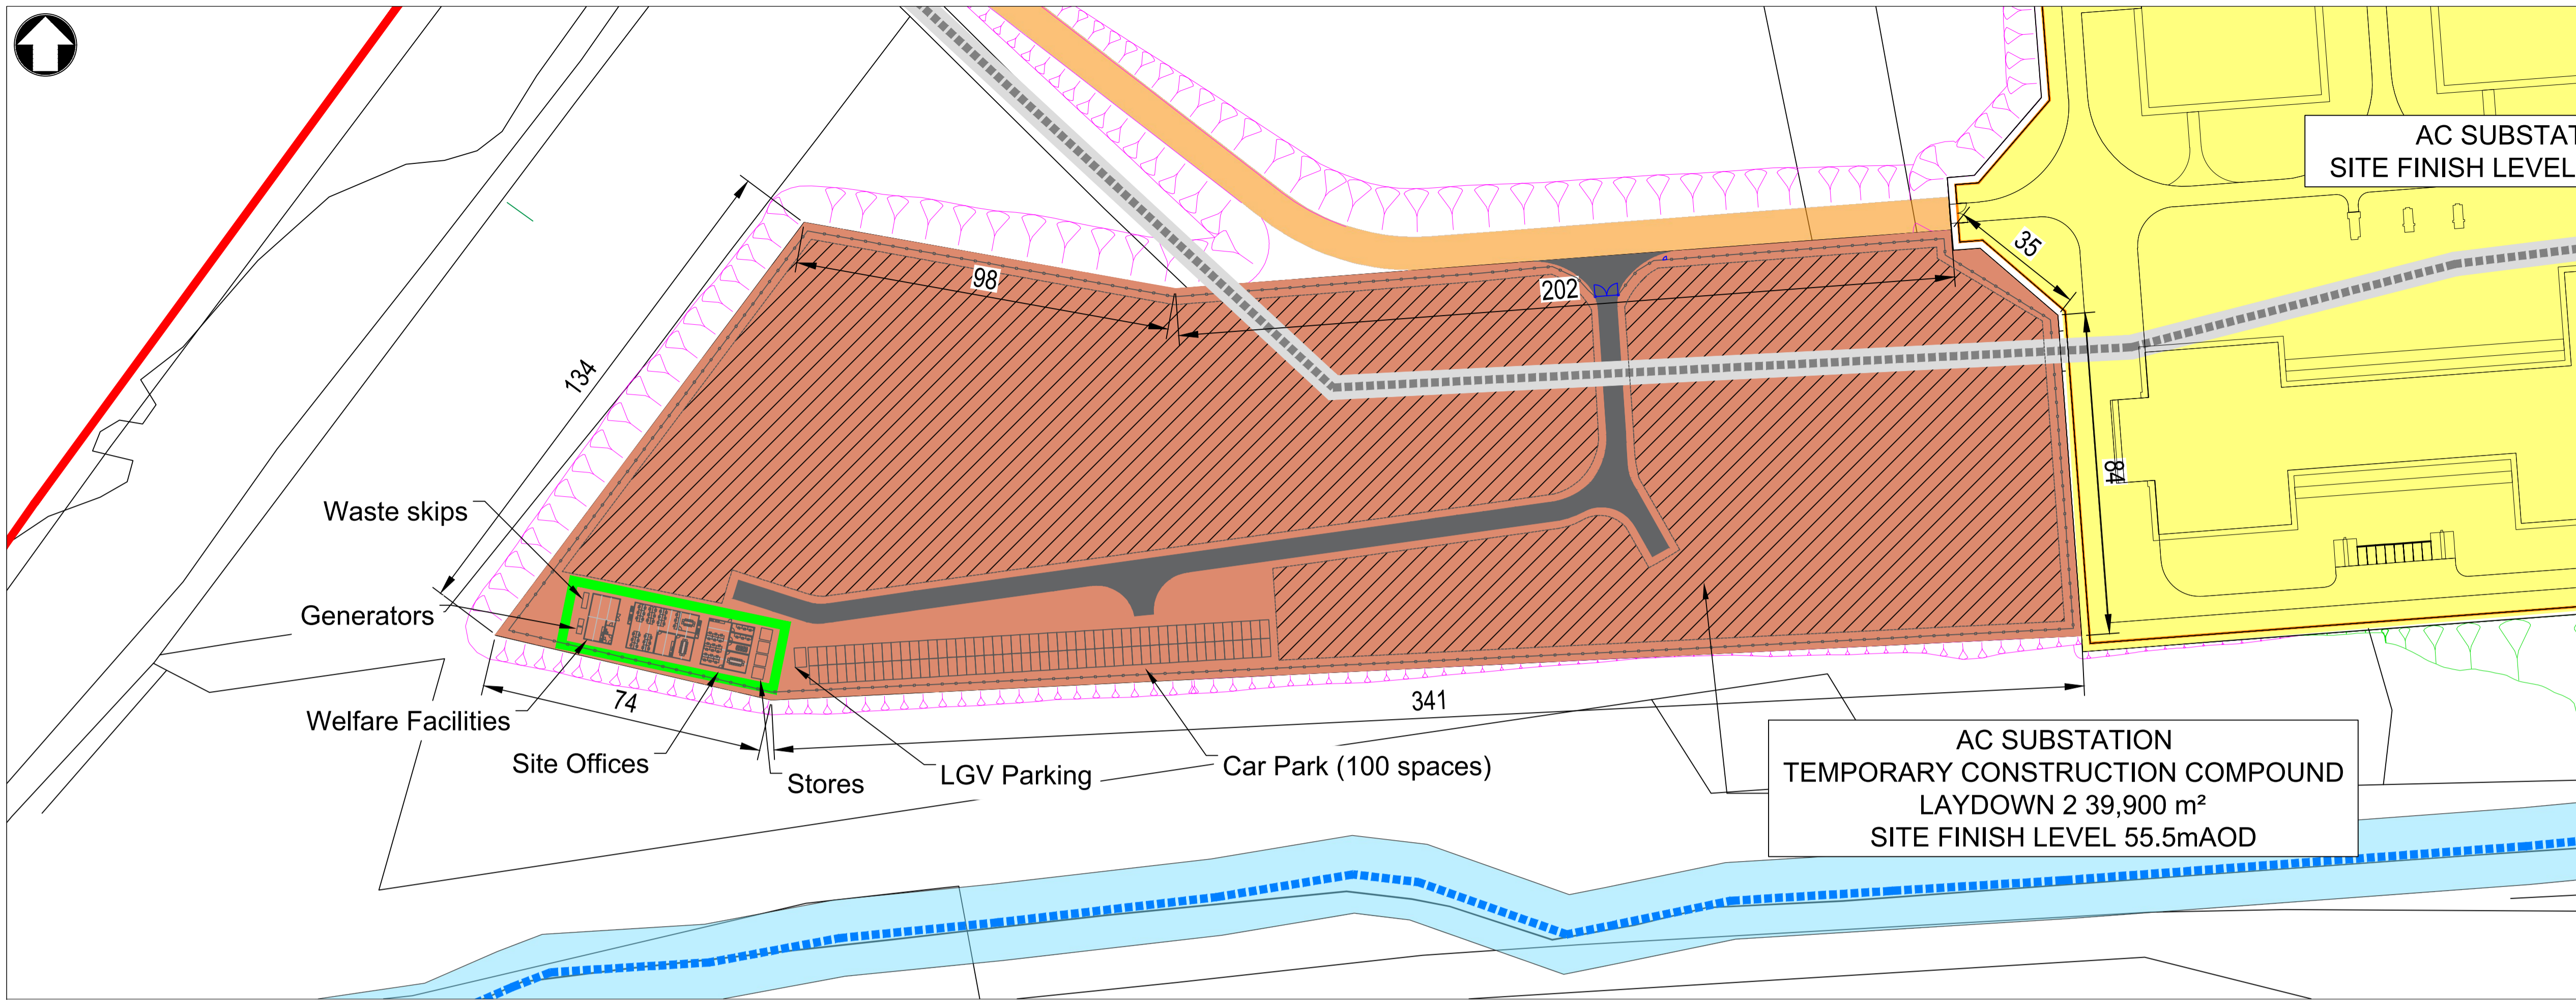 AC SUBSTAT
SITE FINISH LEVEL
35
98
202
134
84
Waste skips
Generators
Welfare Facilities
74
341
Site Offices
Stores
LGV Parking
Car Park (100 spaces)
AC SUBSTATION
TEMPORARY CONSTRUCTION COMPOUND
LAYDOWN 2 39,900 m²
SITE FINISH LEVEL 55.5mAOD